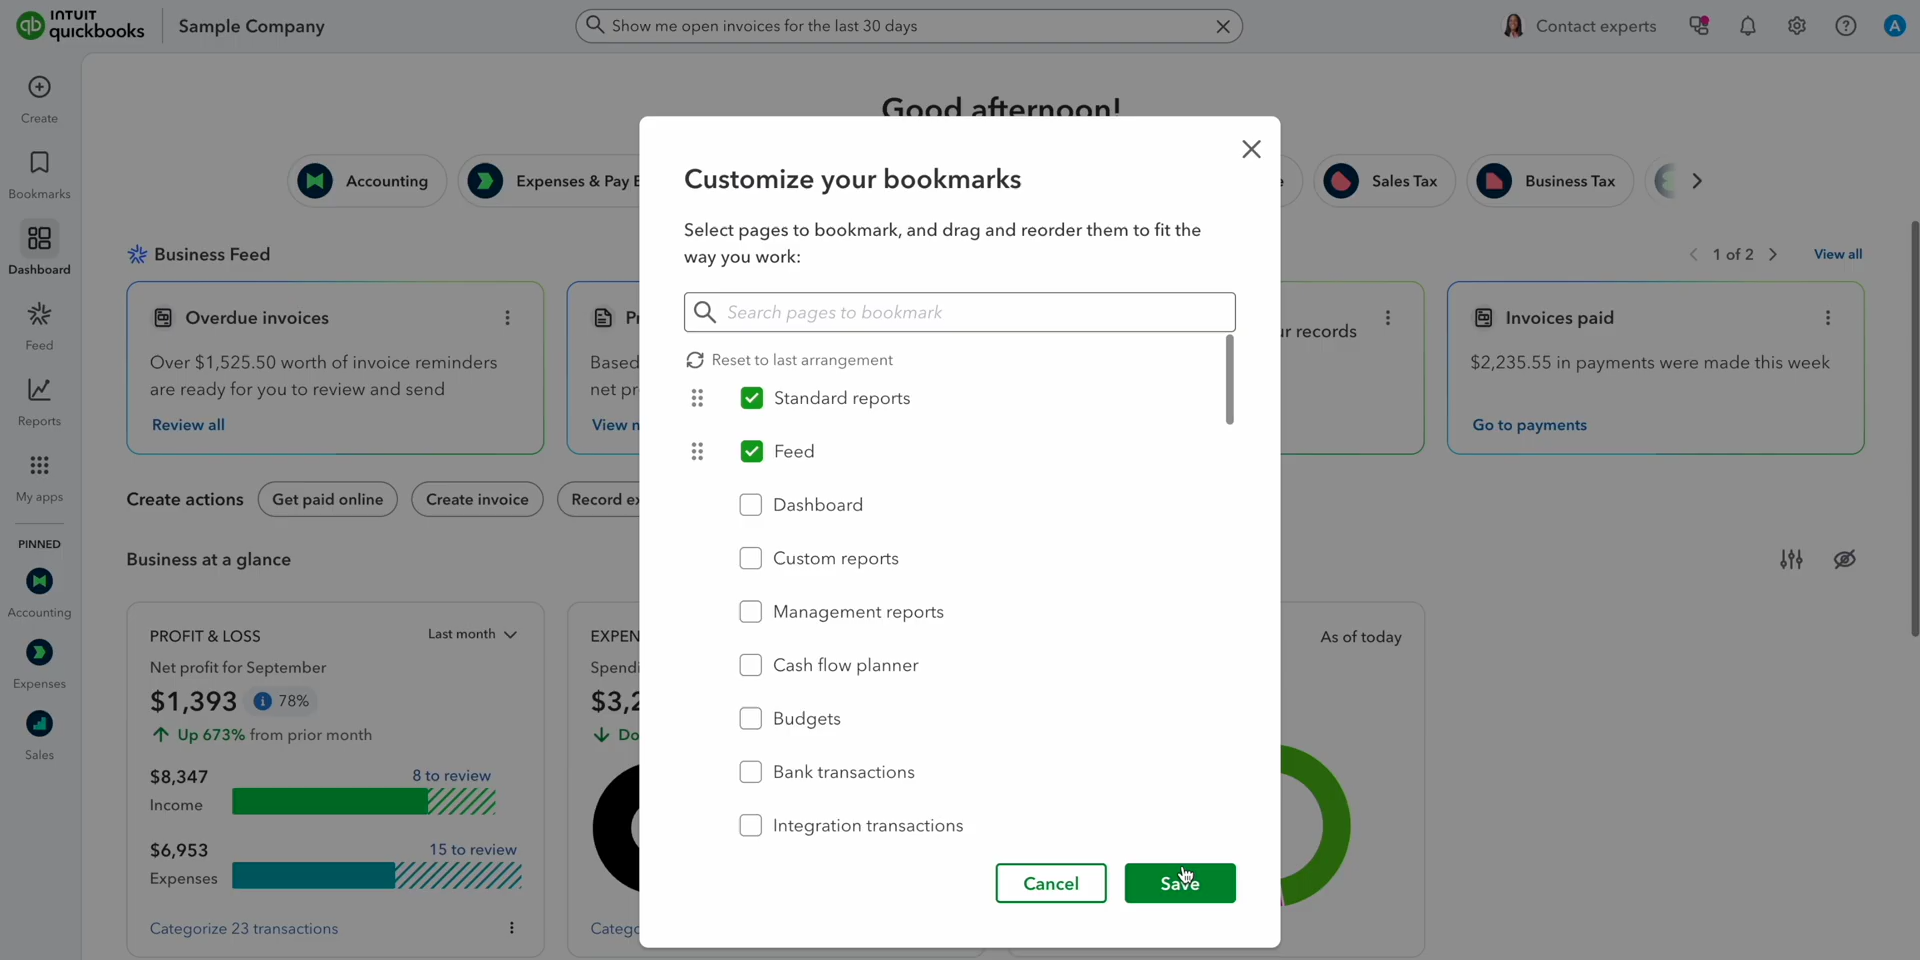 INTUIT
quickbooks
Sample Company
Show me open invoices for the last 30 days
Contact experts
A
Create
Bookmarks
Dashboard
Feed
Reports
My apps
PINNED
Accounting
Expenses
Sales
Good afternoon!
Accounting
Expenses & Pay
Sales Tax
Business Tax
Business Feed
1 of 2
View all
Overdue invoices
Over $1,525.50 worth of invoice reminders
are ready for you to review and send
Review all
Based
net
View
records
Invoices paid
$2,235.55 in payments were made this week
Go to payments
Create actions
Get paid online
Create invoice
Record
Business at a glance
PROFIT & LOSS
Last month
Net profit for September
$1,393
78%
Up 673% from prior month
$8,347
8 to review
Income
$6,953
15 to review
Expenses
Categorize 23 transactions
EXPEN
Spendi
$3,2
Do
Categ
As of today
Customize your bookmarks
Select pages to bookmark, and drag and reorder them to fit the
way you work:
Search pages to bookmark
Reset to last arrangement
Standard reports
Feed
Dashboard
Custom reports
Management reports
Cash flow planner
Budgets
Bank transactions
Integration transactions
Cancel
Save